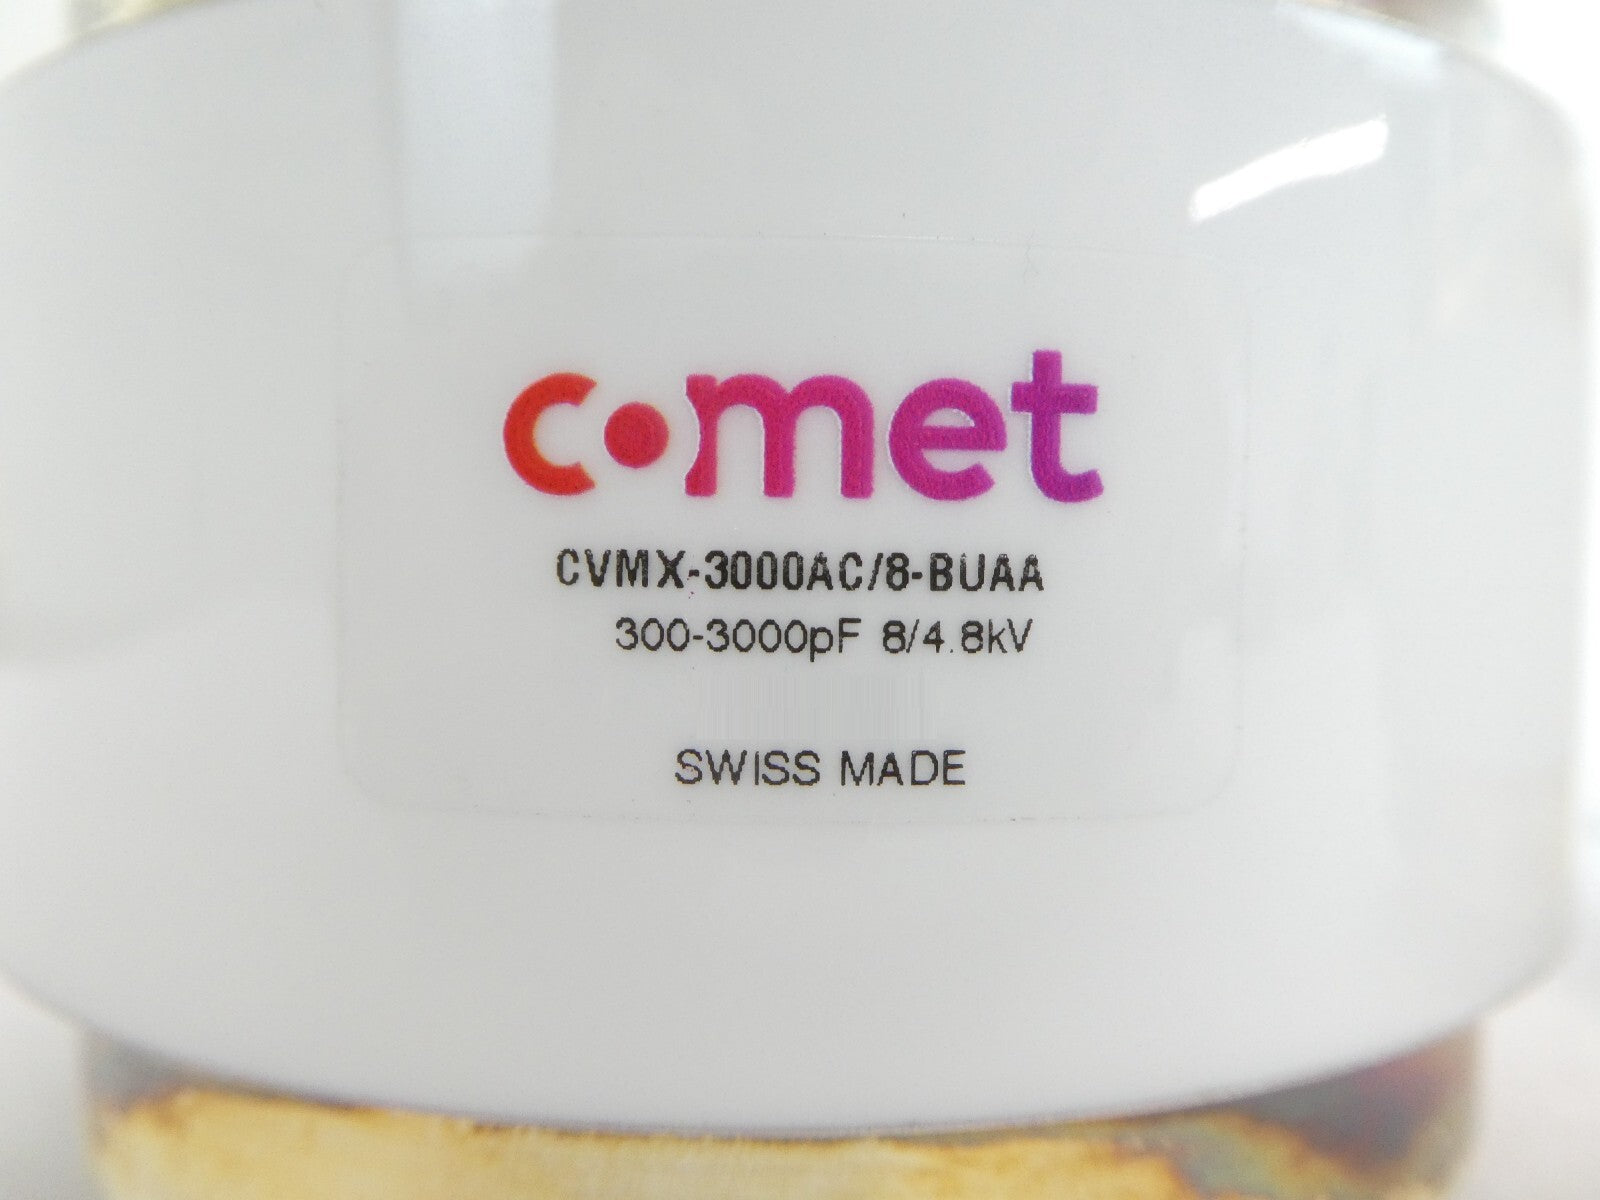 comet
CVMX-3000AC/8-BUAA
300-3000pF 8/4.8kV
SWISS MADE